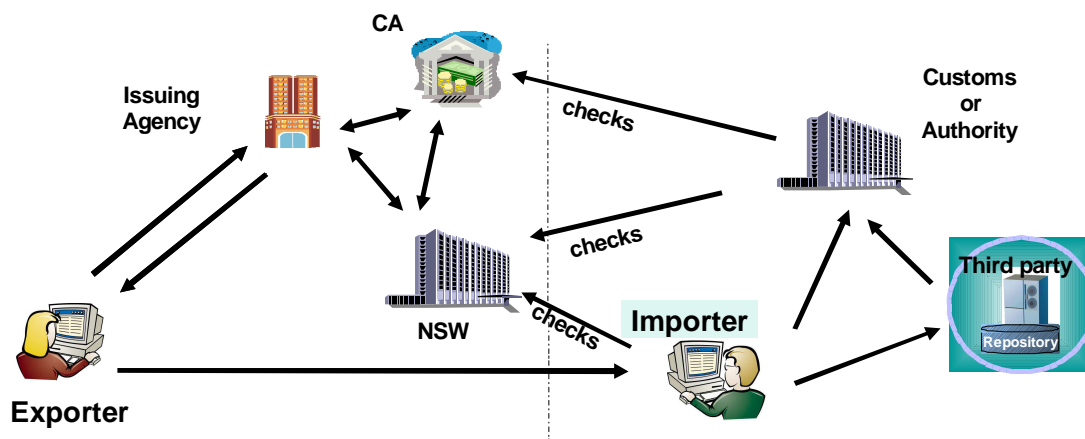 CA
Issuing
Agency
checks
Customs
or
Authority
checks
Third party
NSW
checks
Importer
Repository
Exporter